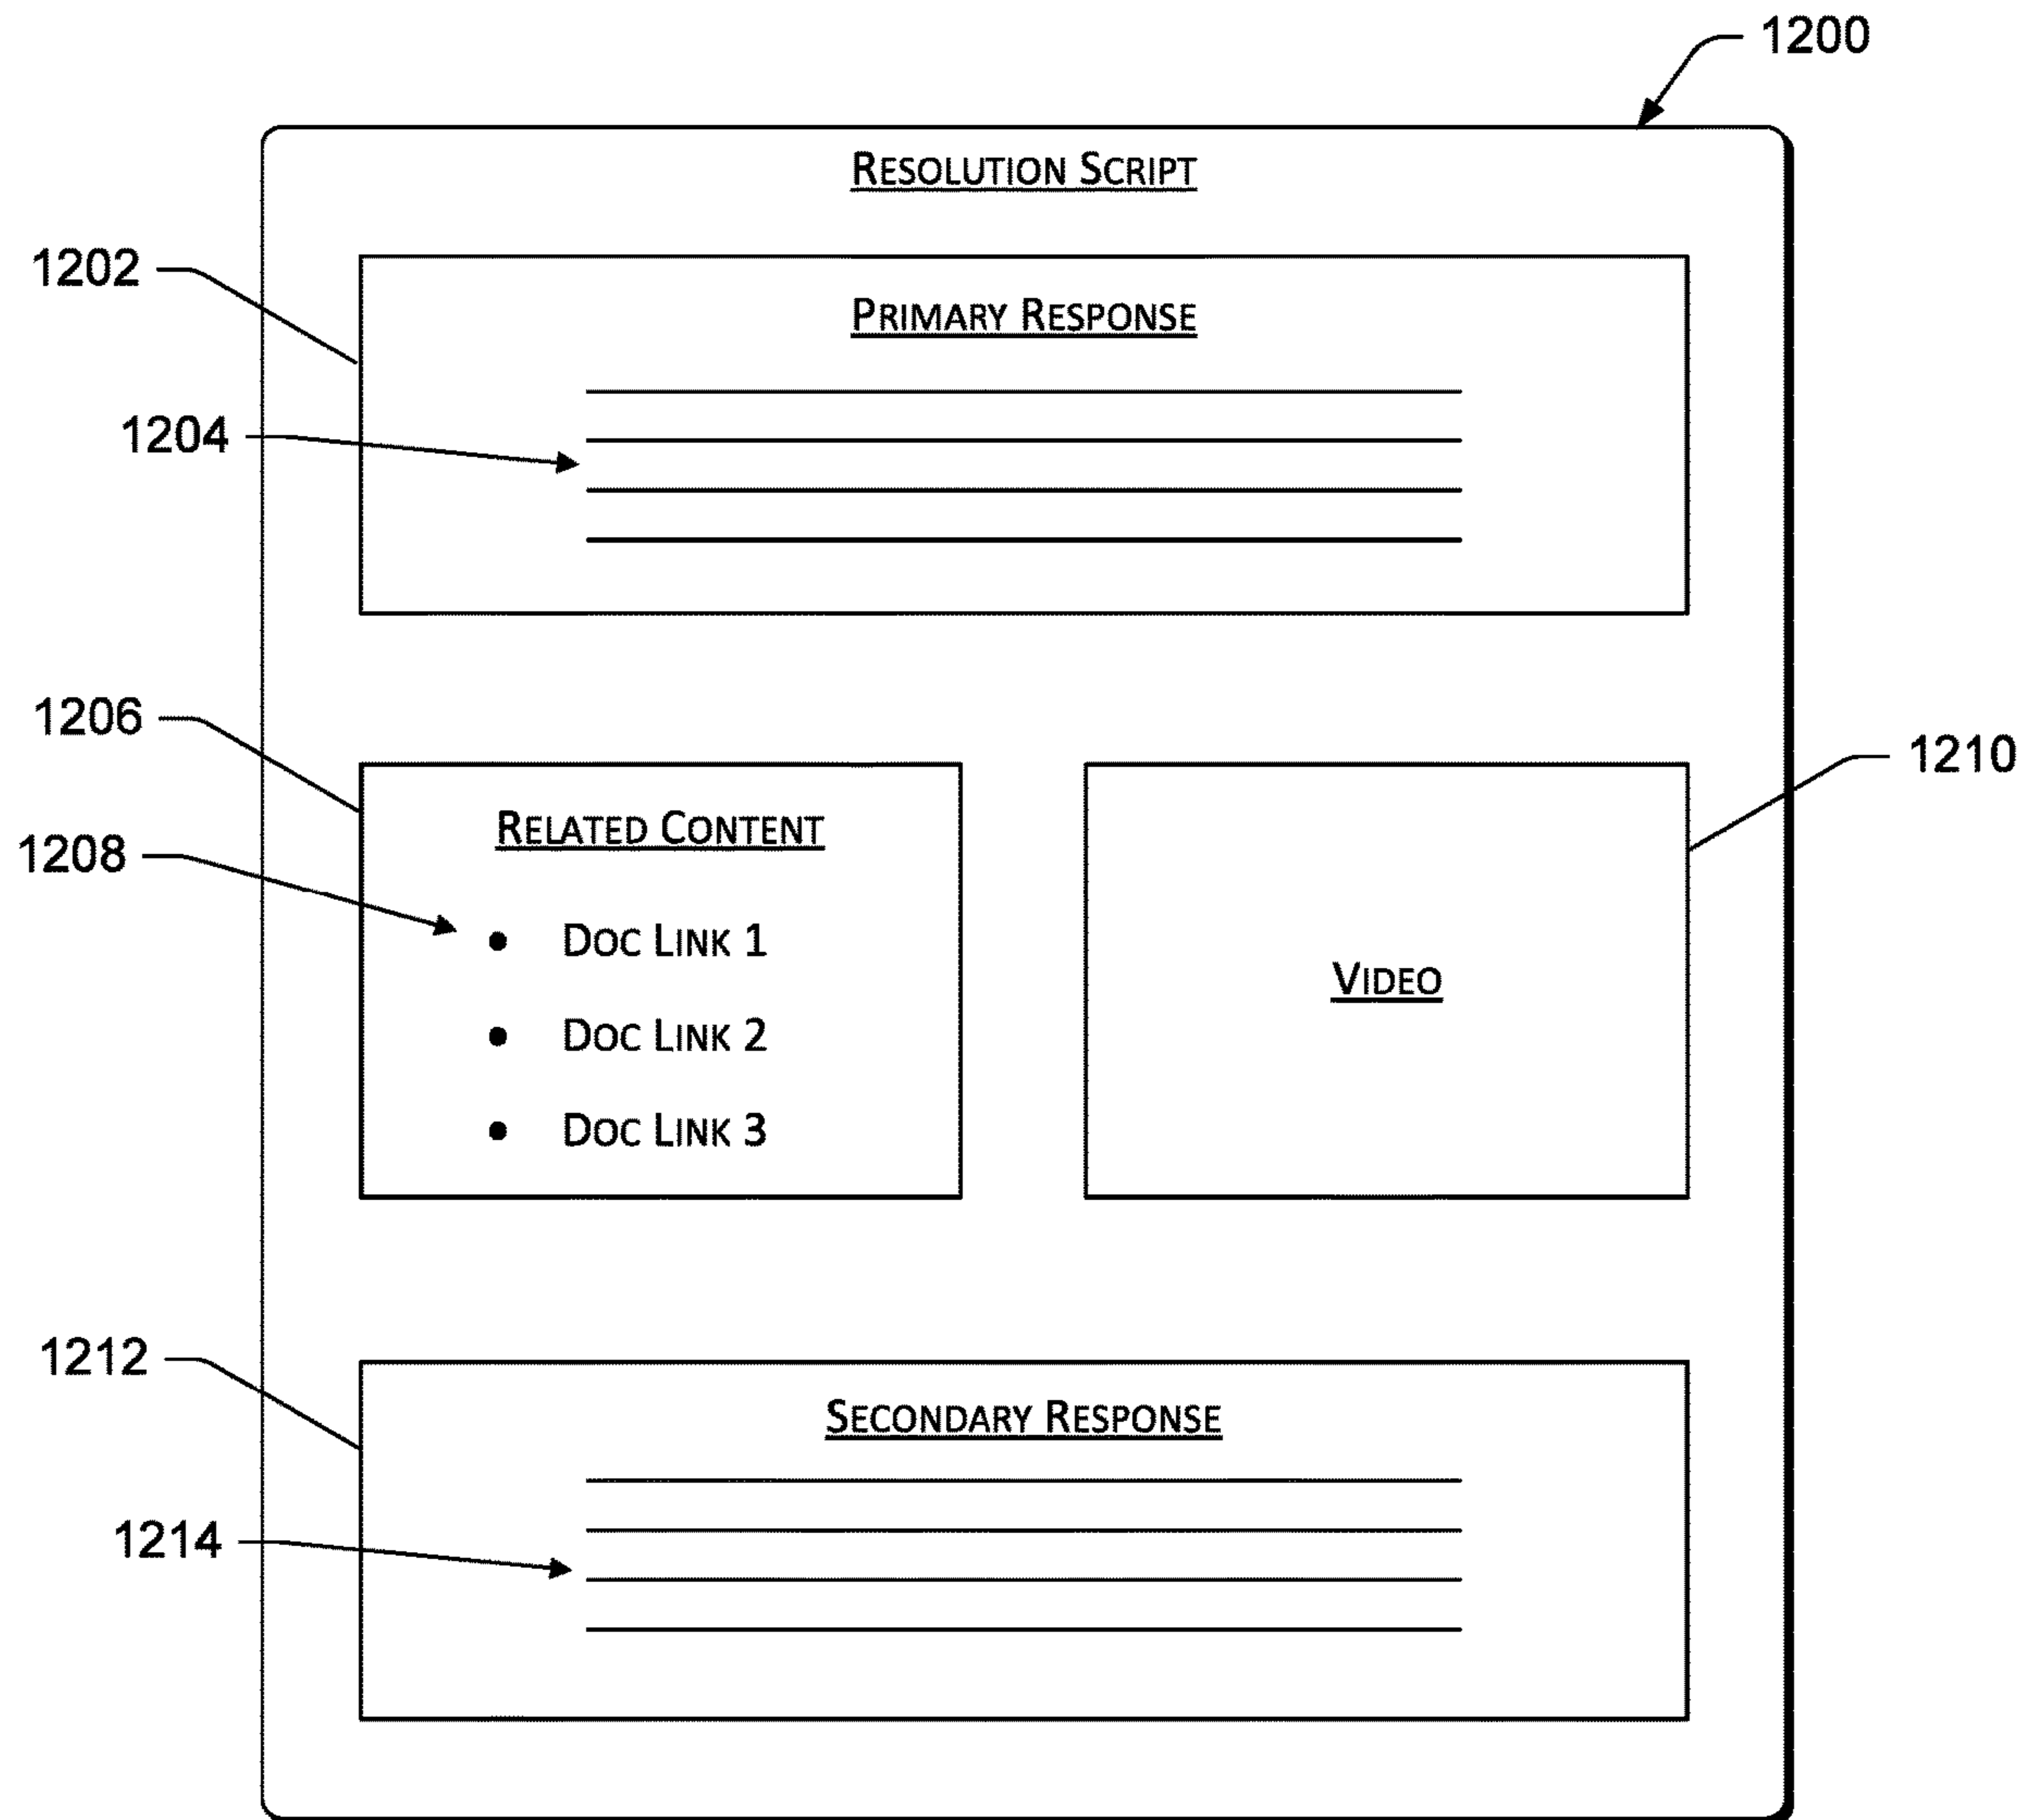 1200
RESOLUTION SCRIPT
1202
PRIMARY RESPONSE
1204
1206
1210
RELATED CONTENT
1208
• DOC LINK 1
VIDEO
• DOC LINK 2
• DOC LINK 3
1212
SECONDARY RESPONSE
1214